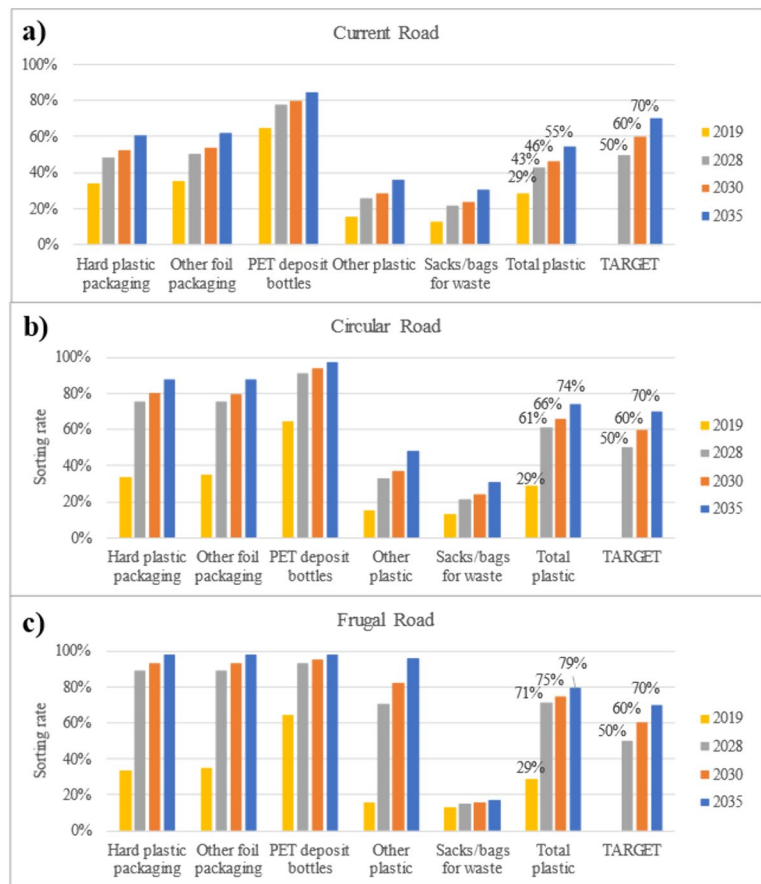 a)
Current Road
100%
80%
60%
40%
20%
0%
29%
43%
46%
55%
50%
60%
70%
Hard plastic packaging
Other foil packaging
PET deposit bottles
Other plastic
Sacks/bags for waste
Total plastic
TARGET
2019
2028
2030
2035
b)
Circular Road
Sorting rate
100%
80%
60%
40%
20%
0%
29%
61%
66%
74%
50%
60%
70%
Hard plastic packaging
Other foil packaging
PET deposit bottles
Other plastic
Sacks/bags for waste
Total plastic
TARGET
2019
2028
2030
2035
c)
Frugal Road
Sorting rate
100%
80%
60%
40%
20%
0%
29%
71%
75%
79%
50%
60%
70%
Hard plastic packaging
Other foil packaging
PET deposit bottles
Other plastic
Sacks/bags for waste
Total plastic
TARGET
2019
2028
2030
2035